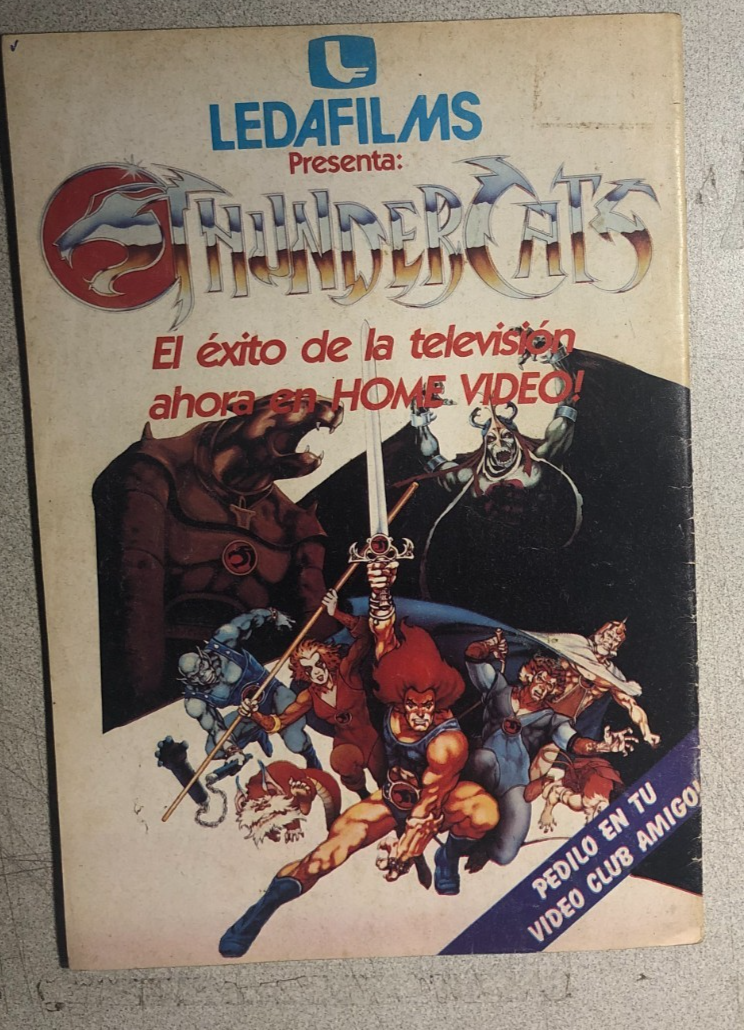 LEDAFILMS
Presenta:
THUNDERCATS
El éxito de la televisión
ahora en HOME VIDEO!
PEDILO EN TU
VIDEO CLUB AMIGO!